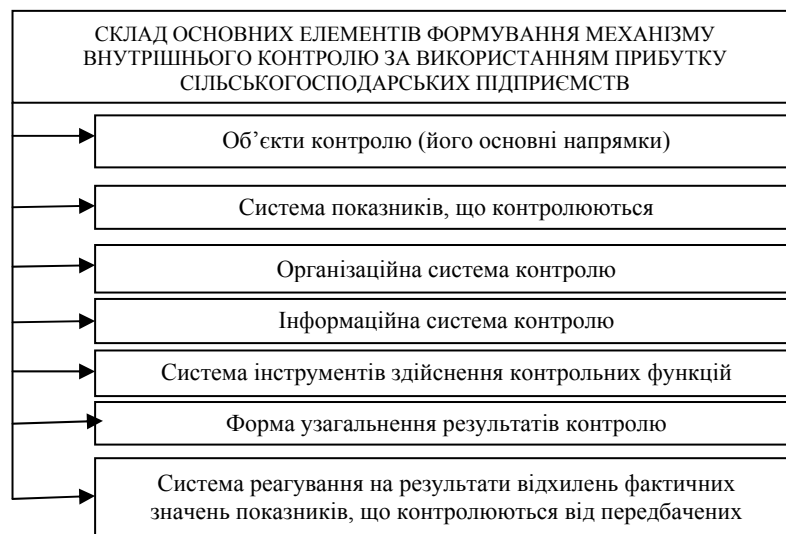 СКЛАД ОСНОВНИХ ЕЛЕМЕНТІВ ФОРМУВАННЯ МЕХАНІЗМУ
ВНУТРІШНЬОГО КОНТРОЛЮ ЗА ВИКОРИСТАННЯМ ПРИБУТКУ
СІЛЬСЬКОГОСПОДАРСЬКИХ ПІДПРИЄМСТВ
Об’єкти контролю (його основні напрямки)
Система показників, що контролюються
Організаційна система контролю
Інформаційна система контролю
Система інструментів здійснення контрольних функцій
Форма узагальнення результатів контролю
Система реагування на результати відхилень фактичних
значень показників, що контролюються від передбачених